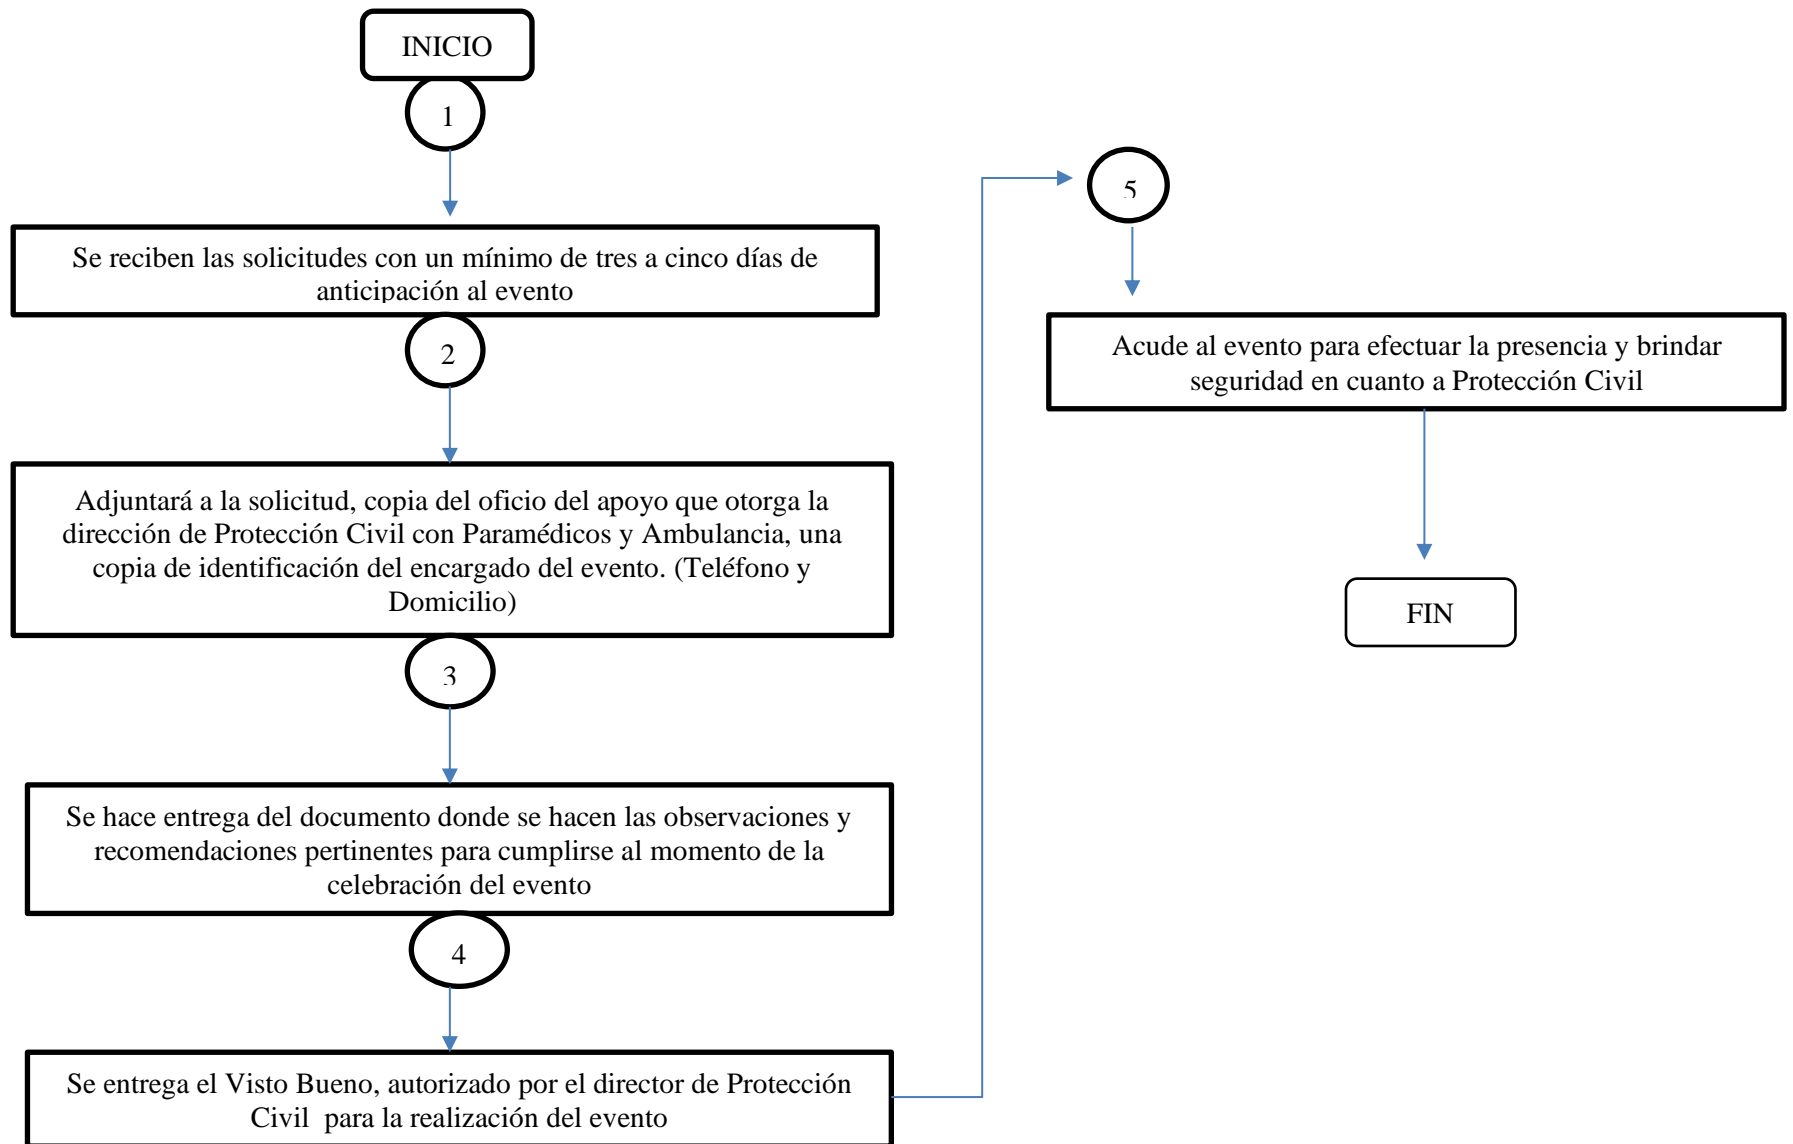 INICIO
1
Se reciben las solicitudes con un mínimo de tres a cinco días de
anticipación al evento
2
Adjuntará a la solicitud, copia del oficio del apoyo que otorga la
dirección de Protección Civil con Paramédicos y Ambulancia, una
copia de identificación del encargado del evento. (Teléfono y
Domicilio)
3
Se hace entrega del documento donde se hacen las observaciones y
recomendaciones pertinentes para cumplirse al momento de la
celebración del evento
4
Se entrega el Visto Bueno, autorizado por el director de Protección
Civil  para la realización del evento
5
Acude al evento para efectuar la presencia y brindar
seguridad en cuanto a Protección Civil
FIN